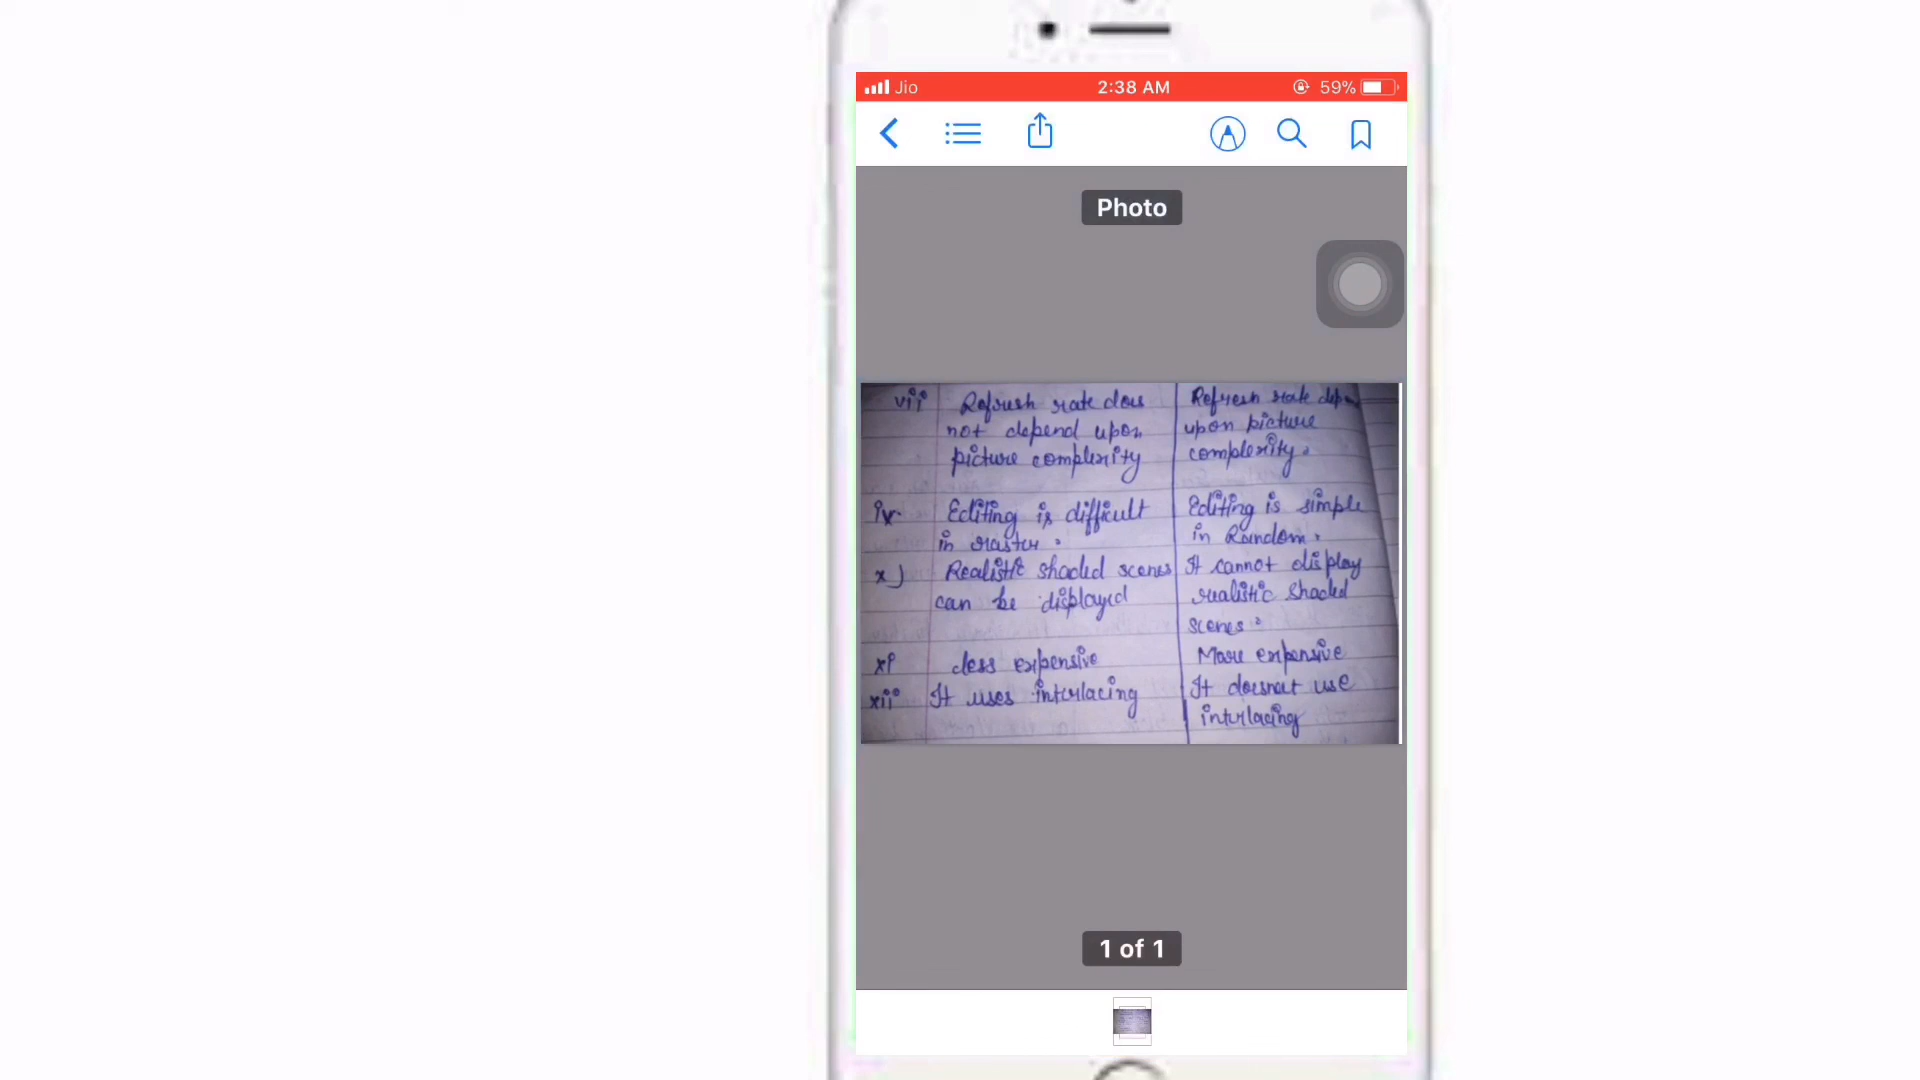 Jio 2:38 AM 59%
Photo
vii Refresh rate does Refresh rate
not depend upon upon picture
picture complexity complexity.
iv. Editing is difficult Editing is simple
in raster. in Random.
x) Realistic shaded scenes It cannot display
can be displayed realistic shaded
scenes.
xi Less expensive More expensive
xii It uses interlacing It doesnot use
interlacing
1 of 1